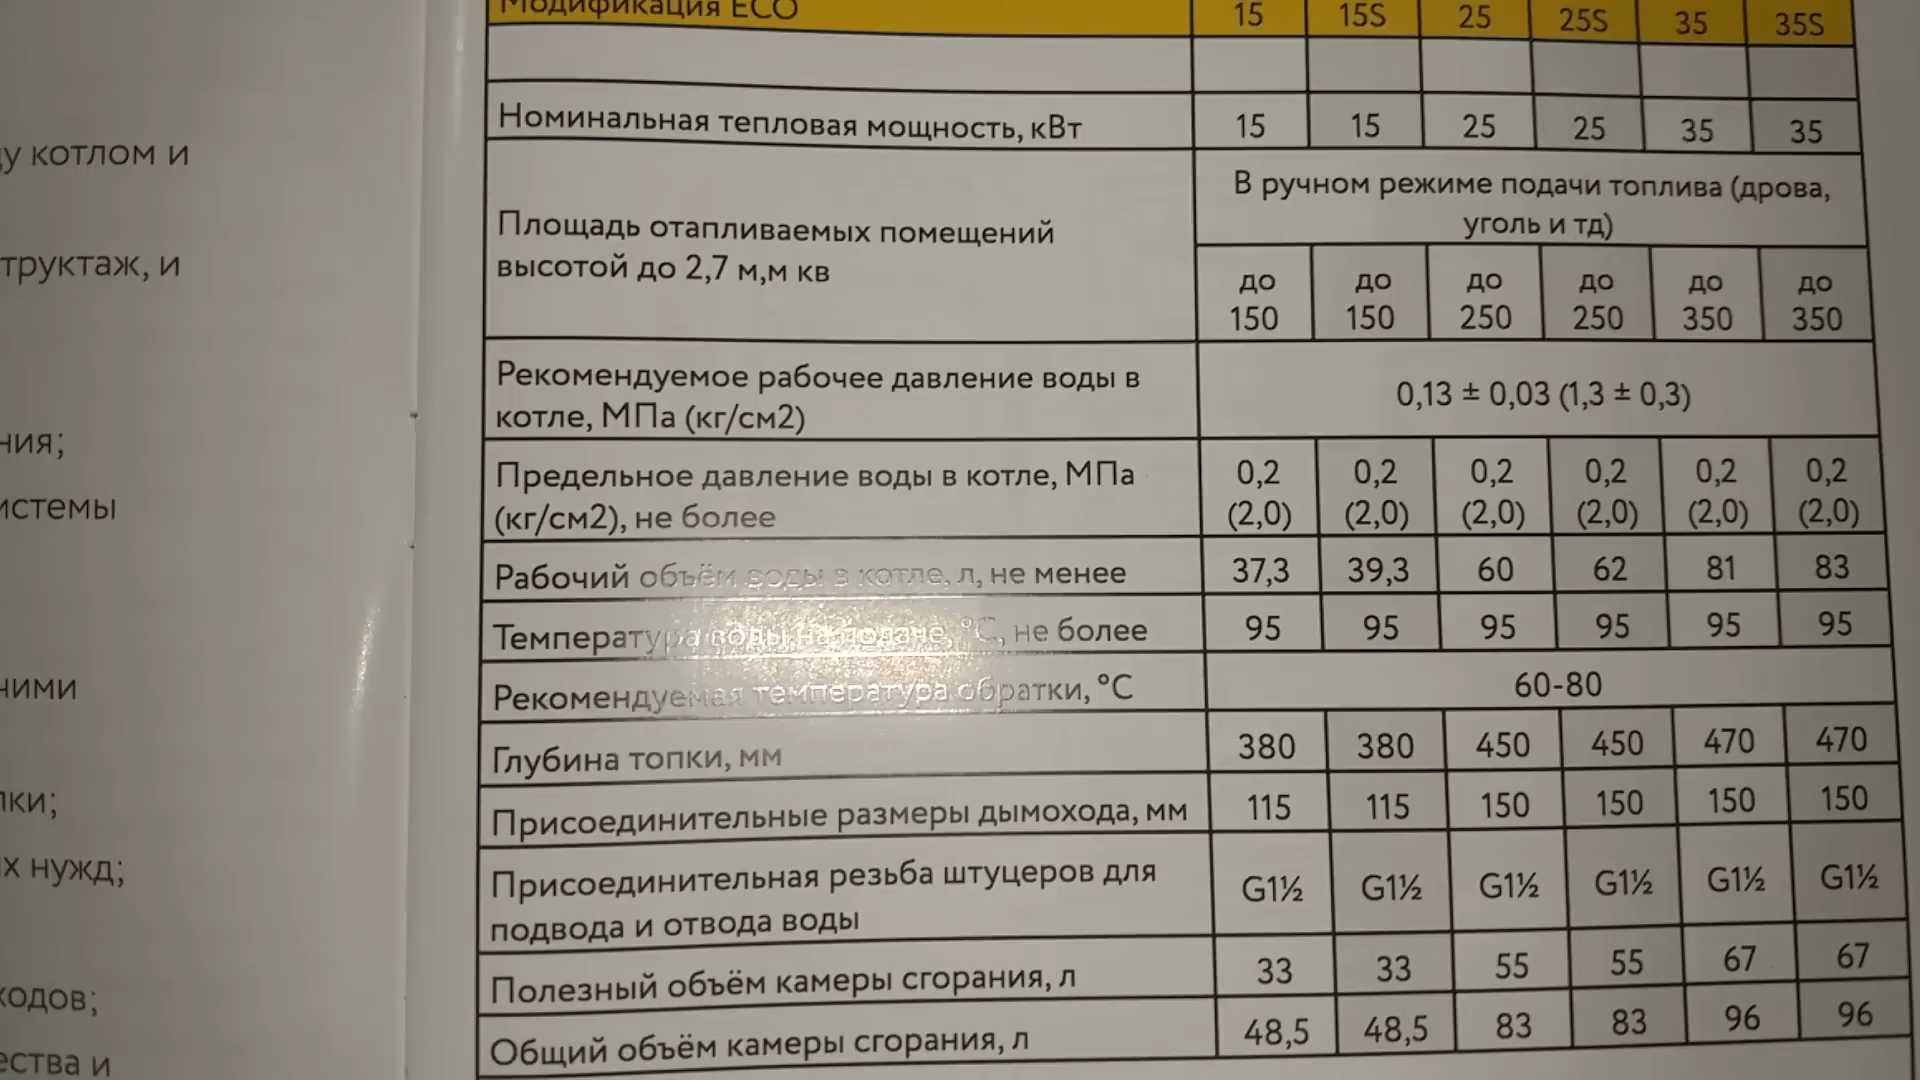 у котлом и
труктаж, и
ния;
истемы
ними
лки;
х нужд;
ходов;
ества и
Модификация ECO 15 15S 25 25S 35 35S
Номинальная тепловая мощность, кВт 15 15 25 25 35 35
Площадь отапливаемых помещений
высотой до 2,7 м,м кв
В ручном режиме подачи топлива (дрова,
уголь и тд)
до до до до до до
150 150 250 250 350 350
Рекомендуемое рабочее давление воды в
котле, МПа (кг/см2)
0,13 ± 0,03 (1,3 ± 0,3)
Предельное давление воды в котле, МПа
(кг/см2), не более
0,2 0,2 0,2 0,2 0,2 0,2
(2,0) (2,0) (2,0) (2,0) (2,0) (2,0)
Рабочий объём воды в котле, л, не менее 37,3 39,3 60 62 81 83
Температура воды на подаче, °C, не более 95 95 95 95 95 95
Рекомендуемая температура обратки, °C 60-80
Глубина топки, мм 380 380 450 450 470 470
Присоединительные размеры дымохода, мм 115 115 150 150 150 150
Присоединительная резьба штуцеров для
подвода и отвода воды
G1½ G1½ G1½ G1½ G1½ G1½
Полезный объём камеры сгорания, л 33 33 55 55 67 67
Общий объём камеры сгорания, л 48,5 48,5 83 83 96 96